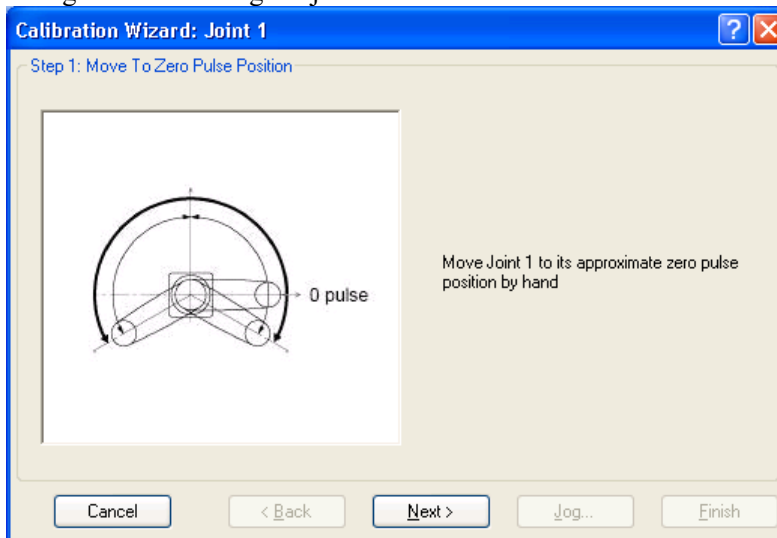 Calibration Wizard: Joint 1
Step 1: Move To Zero Pulse Position
0 pulse
Move Joint 1 to its approximate zero pulse
position by hand
Cancel
< Back
Next >
Jog...
Finish